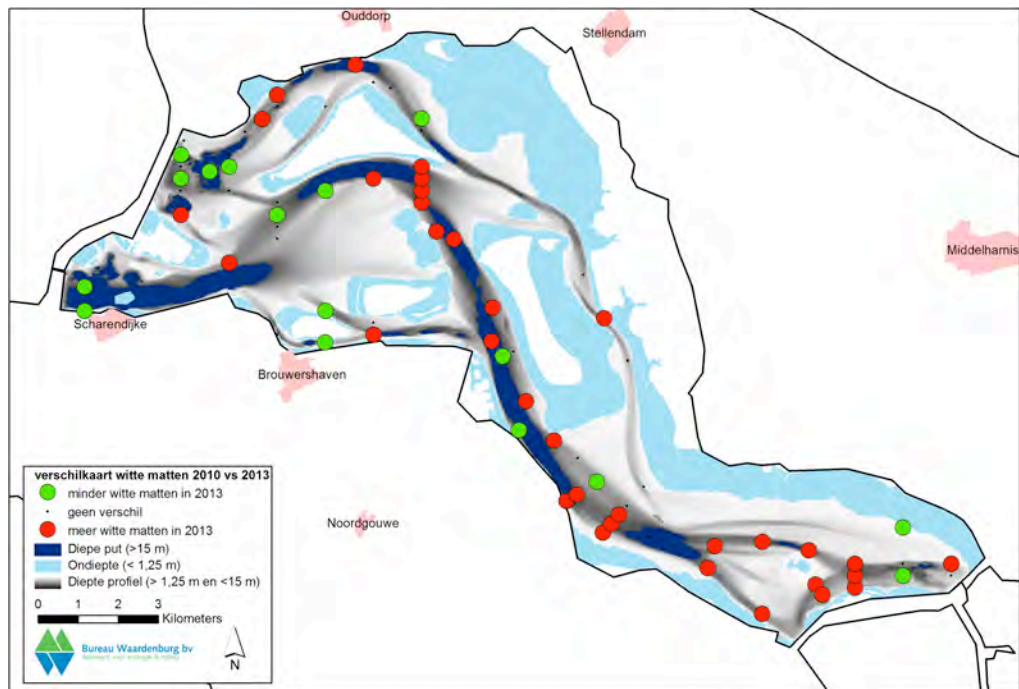 Ouddorp
Stellendam
Middelharnis
Scharendijke
Brouwershaven
Noordgouwe
verschilkaart witte matten 2010 vs 2013
minder witte matten in 2013
geen verschil
meer witte matten in 2013
Diepe put (>15 m)
Ondiepte (< 1,25 m)
Diepte profiel (> 1,25 m en <15 m)
0 1 2 3
Kilometers
Bureau Waardenburg bv
N